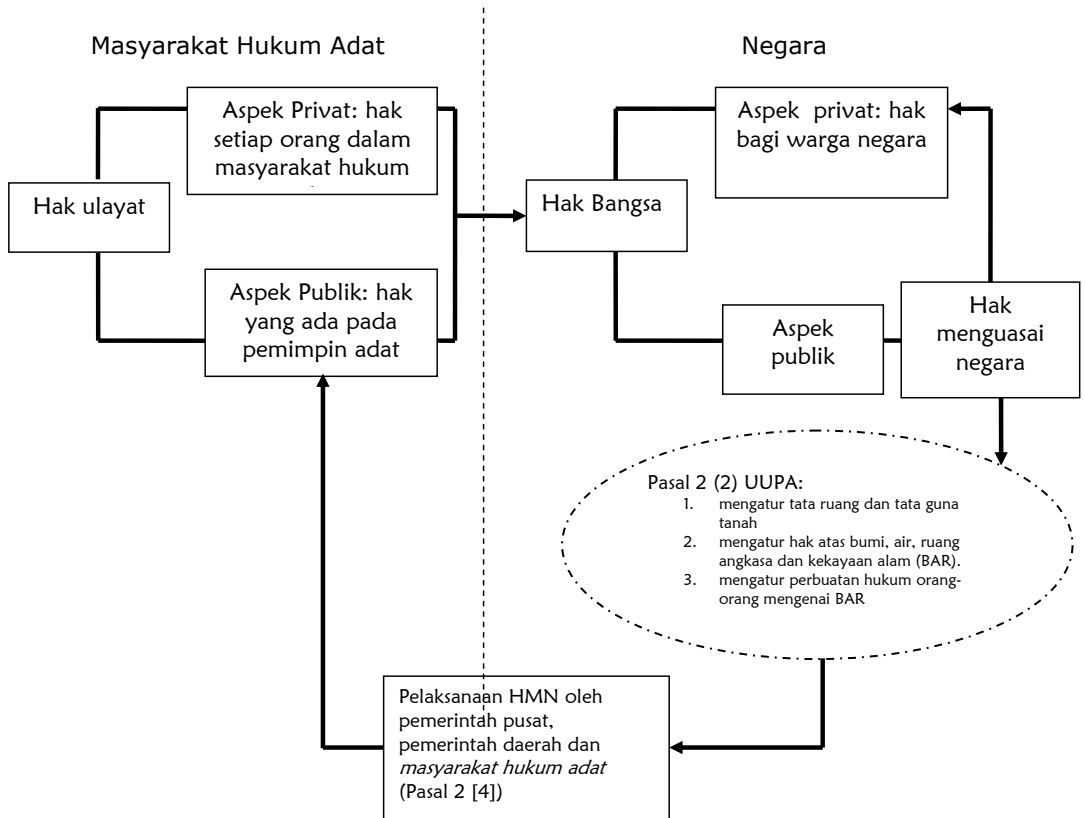 Masyarakat Hukum Adat
Negara
Aspek Privat: hak
setiap orang dalam
masyarakat hukum
Hak ulayat
Aspek Publik: hak
yang ada pada
pemimpin adat
Aspek privat: hak
bagi warga negara
Hak Bangsa
Aspek
publik
Hak
menguasai
negara
Pasal 2 (2) UUPA:
1. mengatur tata ruang dan tata guna
tanah
2. mengatur hak atas bumi, air, ruang
angkasa dan kekayaan alam (BAR).
3. mengatur perbuatan hukum orang-
orang mengenai BAR
Pelaksanaan HMN oleh
pemerintah pusat,
pemerintah daerah dan
masyarakat hukum adat
(Pasal 2 [4])